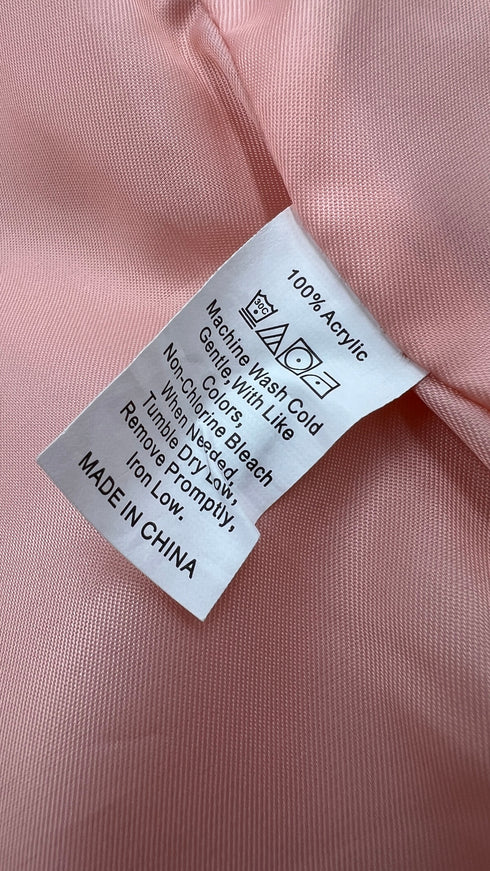 100% Acrylic
30C
Machine Wash Cold
Gentle. With Like
Colors,
Non-Chlorine Bleach
When Needed,
Tumble Dry Low,
Remove Promptly,
Iron Low.
MADE IN CHINA